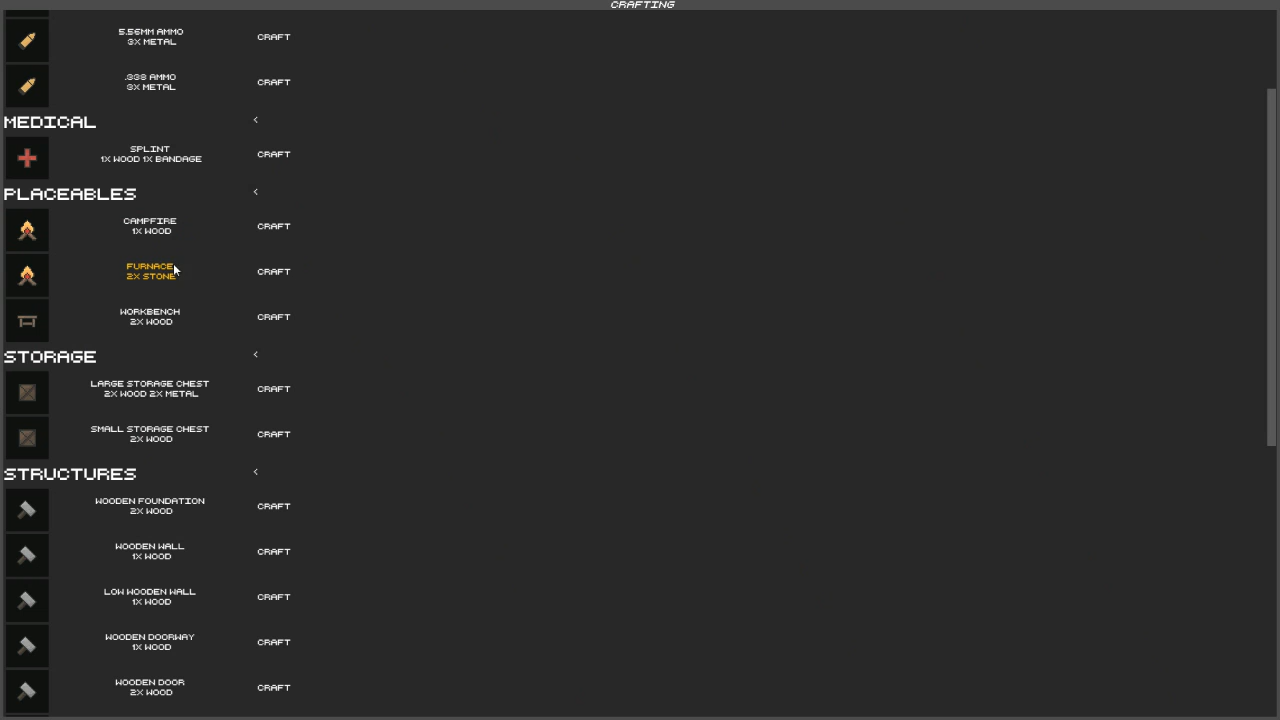 CRAFTING
5.56MM AMMO
3X METAL
CRAFT
.338 AMMO
3X METAL
CRAFT
MEDICAL
<
SPLINT
1X WOOD 1X BANDAGE
CRAFT
PLACEABLES
<
CAMPFIRE
1X WOOD
CRAFT
FURNACE
2X STONE
CRAFT
WORKBENCH
2X WOOD
CRAFT
STORAGE
<
LARGE STORAGE CHEST
2X WOOD 2X METAL
CRAFT
SMALL STORAGE CHEST
2X WOOD
CRAFT
STRUCTURES
<
WOODEN FOUNDATION
2X WOOD
CRAFT
WOODEN WALL
1X WOOD
CRAFT
LOW WOODEN WALL
1X WOOD
CRAFT
WOODEN DOORWAY
1X WOOD
CRAFT
WOODEN DOOR
2X WOOD
CRAFT